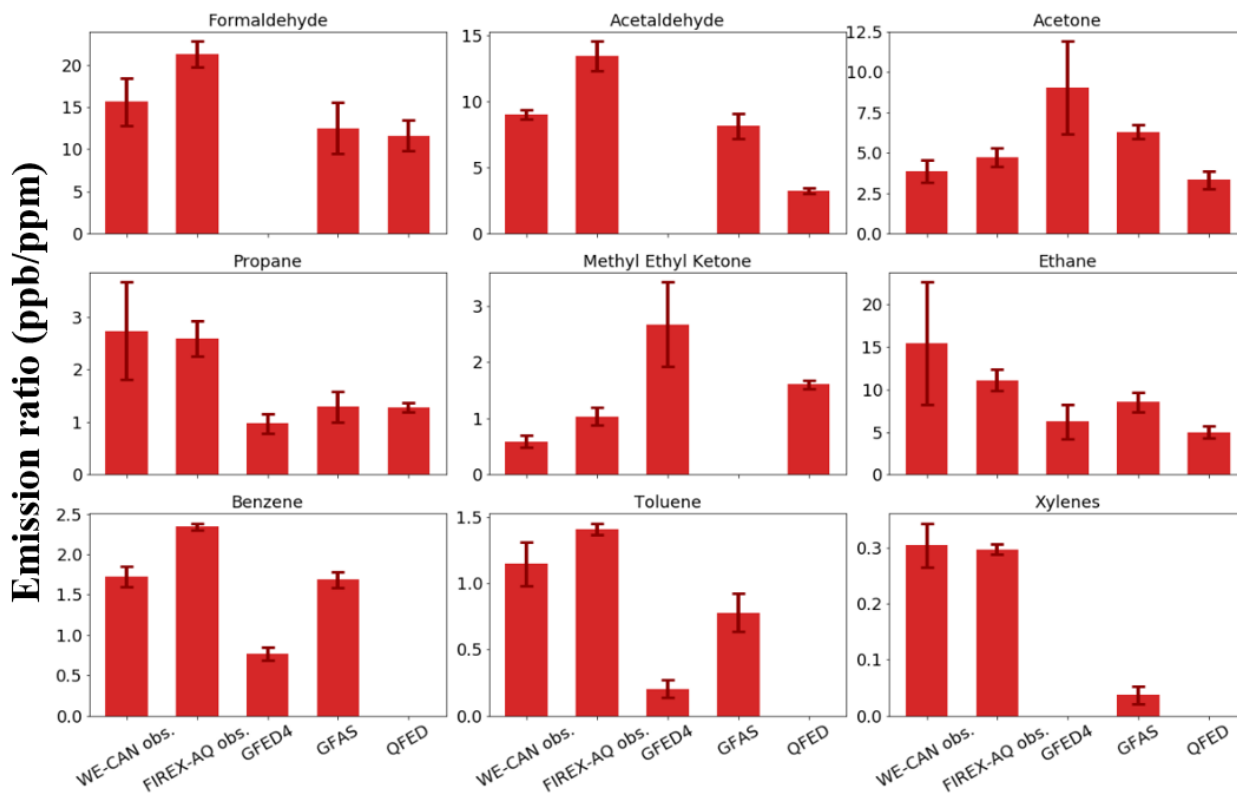 Emission ratio (ppb/ppm)
Formaldehyde
20
15
10
5
0
Acetaldehyde
15
10
5
0
Acetone
12.5
10.0
7.5
5.0
2.5
0.0
Propane
3
2
1
0
Methyl Ethyl Ketone
3
2
1
0
Ethane
20
15
10
5
0
Benzene
2.5
2.0
1.5
1.0
0.5
0.0
WE-CAN obs.
FIREX-AQ obs.
GFED4
GFAS
QFED
Toluene
1.5
1.0
0.5
0.0
WE-CAN obs.
FIREX-AQ obs.
GFED4
GFAS
QFED
Xylenes
0.3
0.2
0.1
0.0
WE-CAN obs.
FIREX-AQ obs.
GFED4
GFAS
QFED